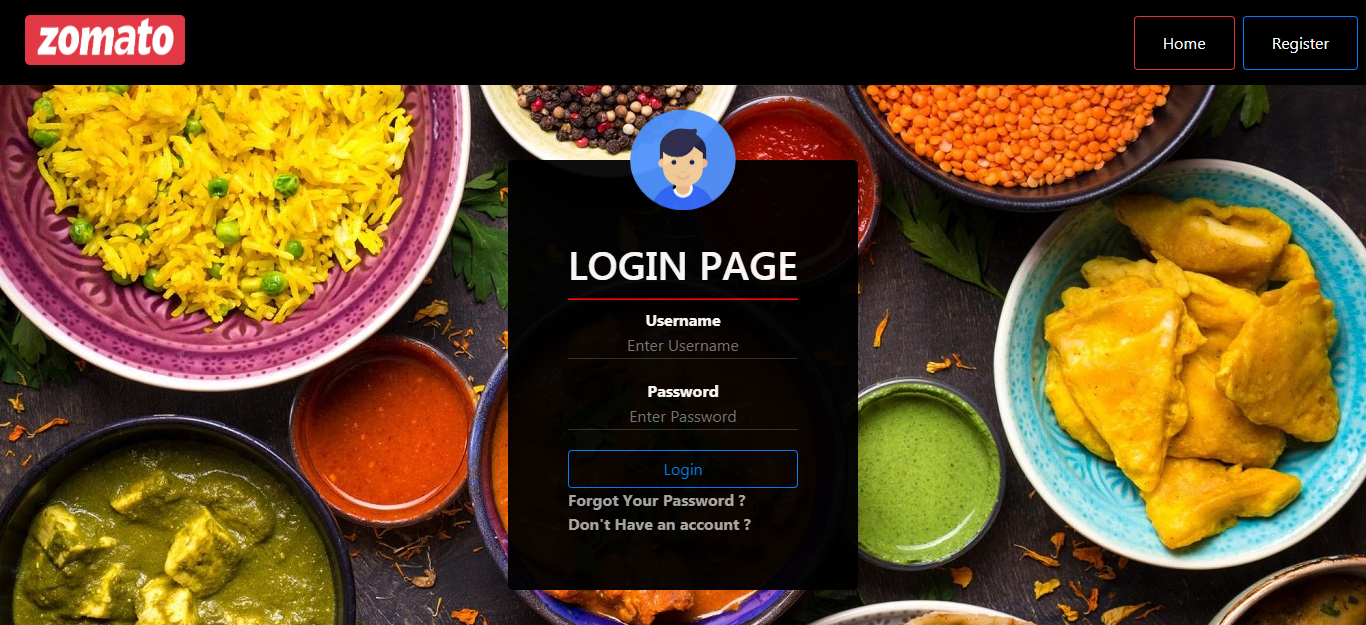 zomato
Home
Register
LOGIN PAGE
Username
Enter Username
Password
Enter Password
Login
Forgot Your Password ?
Don't Have an account ?